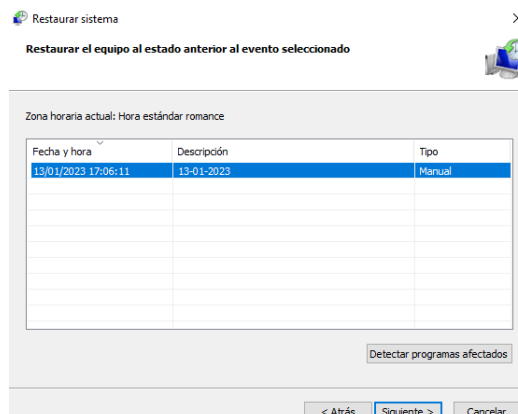 Restaurar sistema
Restaurar el equipo al estado anterior al evento seleccionado
Zona horaria actual: Hora estándar romance
Fecha y hora Descripción Tipo
13/01/2023 17:06:11 13-01-2023 Manual
Detectar programas afectados
< Atrás Siguiente > Cancelar